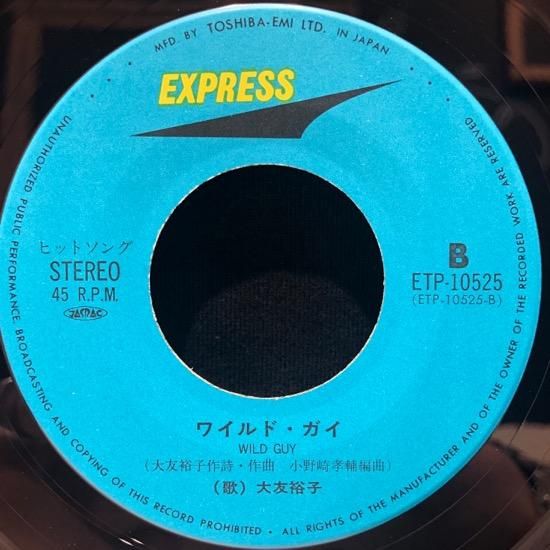 MFD. BY TOSHIBA-EMI LTD. IN JAPAN
EXPRESS
ヒットソング
STEREO
45 R.P.M.
JASRAC
B
ETP-10525
(ETP-10525-B)
ワイルド・ガイ
WILD GUY
(大友裕子作詩・作曲 小野崎孝輔編曲)
(歌) 大友裕子
UNAUTHORIZED PUBLIC PERFORMANCE, BROADCASTING AND COPYING OF THIS RECORD PROHIBITED • ALL RIGHTS OF THE MANUFACTURER AND OF THE OWNER OF THE RECORDED WORK ARE RESERVED